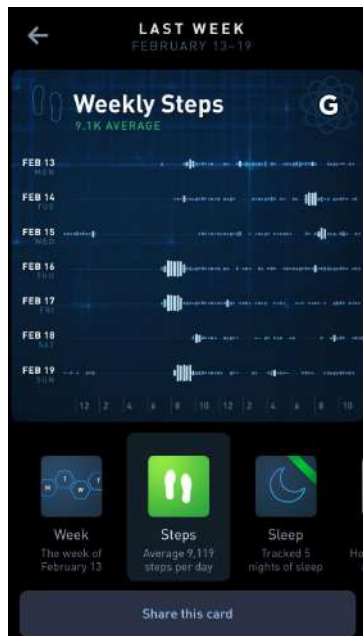 LAST WEEK
FEBRUARY 13-19
Weekly Steps
G
9.1K AVERAGE
FEB 13
MON
FEB 14
TUE
FEB 15
WED
FEB 16
THU
FEB 17
FRI
FEB 18
SAT
FEB 19
SUN
12 2 4 6 8 10 12 2 4 6 8 10
M T W T
Week
The week of
February 13
Steps
Average 9,119
steps per day
Sleep
Tracked 5
nights of sleep
Share this card